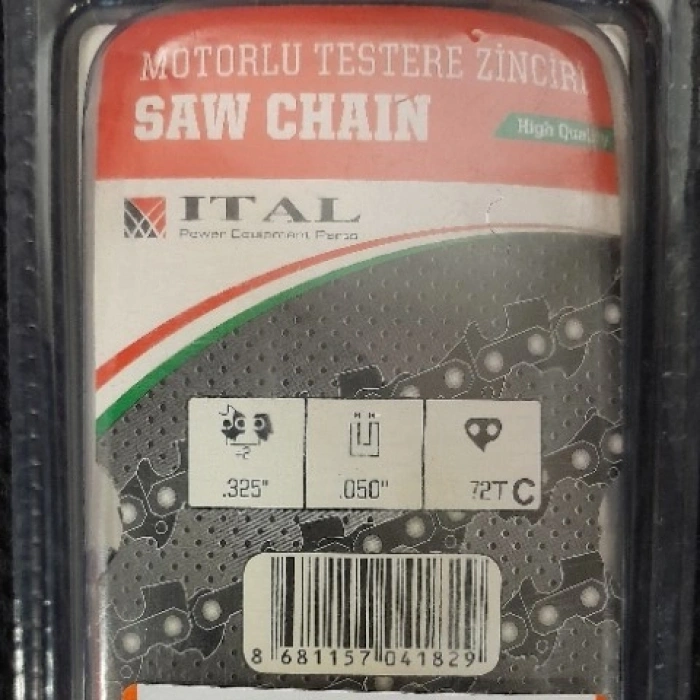 MOTORLU TESTERE ZİNCİRİ
SAW CHAIN
High Quality
ITAL
Power Equipment Parts
÷2
.325" .050" 72T C
8 681157 041829